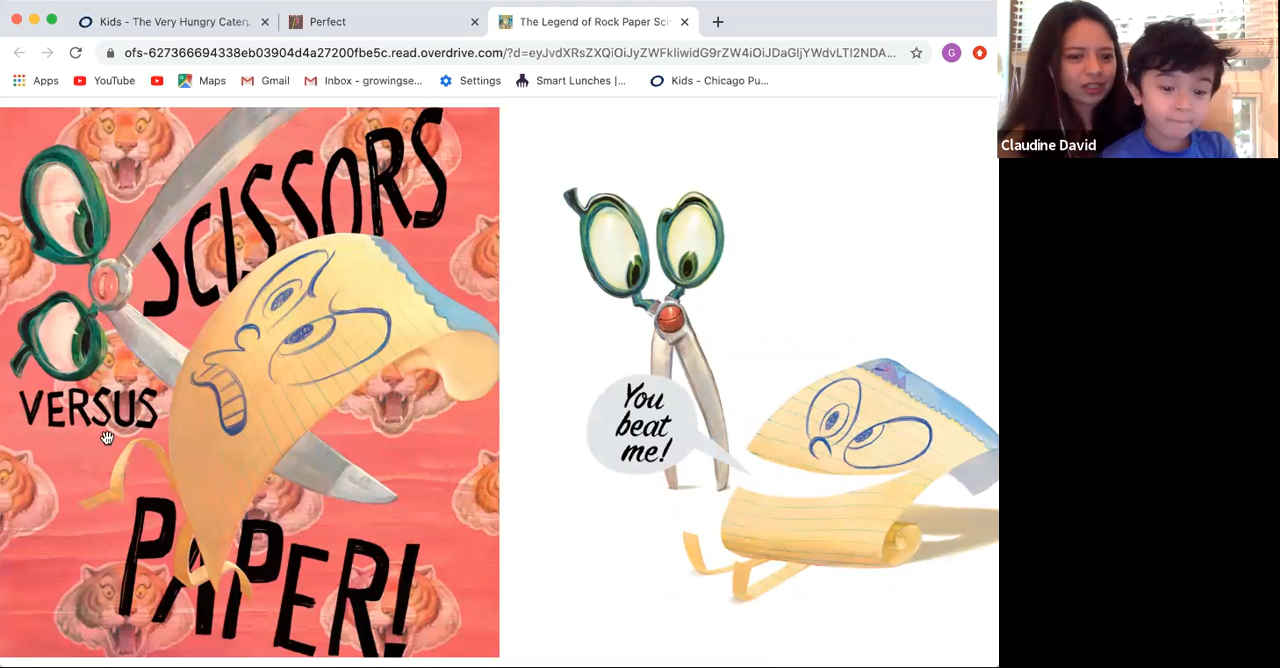 Kids - The Very Hungry Caterp
Perfect
The Legend of Rock Paper Sci
ofs-627366694338eb03904d4a27200fbe5c.read.overdrive.com/?d=eyJvdXRsZXQiOiJyZWFkIiwidG9rZW4iOiJDaGljYWdvLTI2NDA...
G
Apps
YouTube
Maps
Gmail
Inbox - growingse...
Settings
Smart Lunches |...
Kids - Chicago Pu...
Claudine David
SCISSORS
VERSUS
PAPER!
You
beat
me!